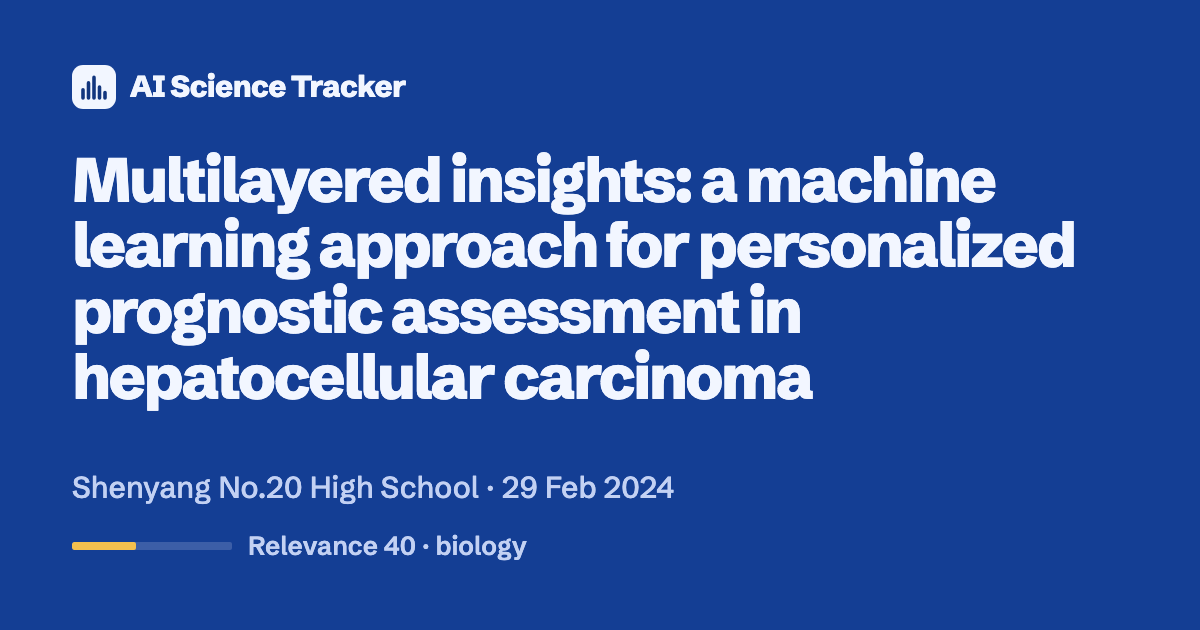 AI Science Tracker
Multilayered insights: a machine
learning approach for personalized
prognostic assessment in
hepatocellular carcinoma
Shenyang No.20 High School · 29 Feb 2024
Relevance 40 · biology